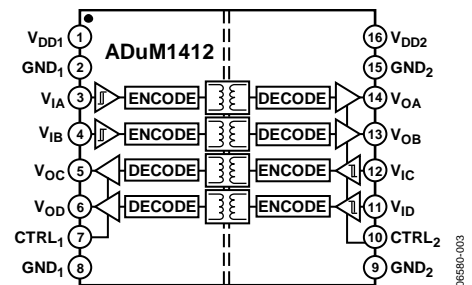 ADuM1412
VDD1 1
16 VDD2
GND1 2
15 GND2
VIA 3 ENCODE DECODE 14 VOA
VIB 4 ENCODE DECODE 13 VOB
VOC 5 DECODE ENCODE 12 VIC
VOD 6 DECODE ENCODE 11 VID
CTRL1 7
10 CTRL2
GND1 8
9 GND2
06580-003